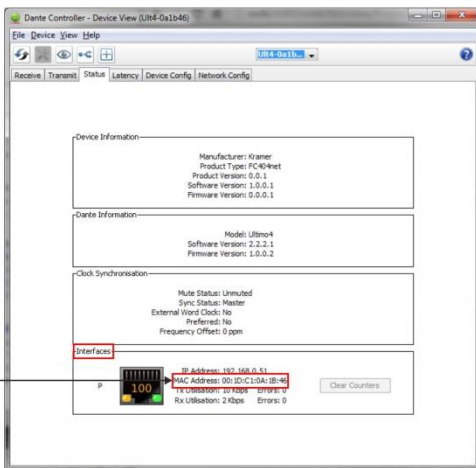 Dante Controller - Device View (Ult4-0a1b46)
File Device View Help
Ult4-0a1b...
Receive Transmit Status Latency Device Config Network Config
Device Information
Manufacturer: Kramer
Product Type: FC404net
Product Version: 0.0.1
Software Version: 1.0.0.1
Firmware Version: 0.0.0.1
Dante Information
Model: Ultimo4
Software Version: 2.2.2.1
Firmware Version: 1.0.0.2
Clock Synchronisation
Mute Status: Unmuted
Sync Status: Master
External Word Clock: No
Preferred: No
Frequency Offset: 0 ppm
Interfaces
IP Address: 192.168.0.51
P 100 MAC Address: 00:1D:C1:0A:1B:46
Tx Utilisation: 10 Kbps Errors: 0
Rx Utilisation: 2 Kbps Errors: 0
Clear Counters